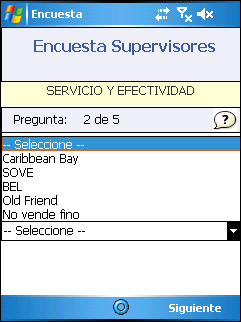 Encuesta
Encuesta Supervisores
SERVICIO Y EFECTIVIDAD
Pregunta: 2 de 5 ?
-- Seleccione --
Caribbean Bay
SOVE
BEL
Old Friend
No vende fino
-- Seleccione --
Siguiente